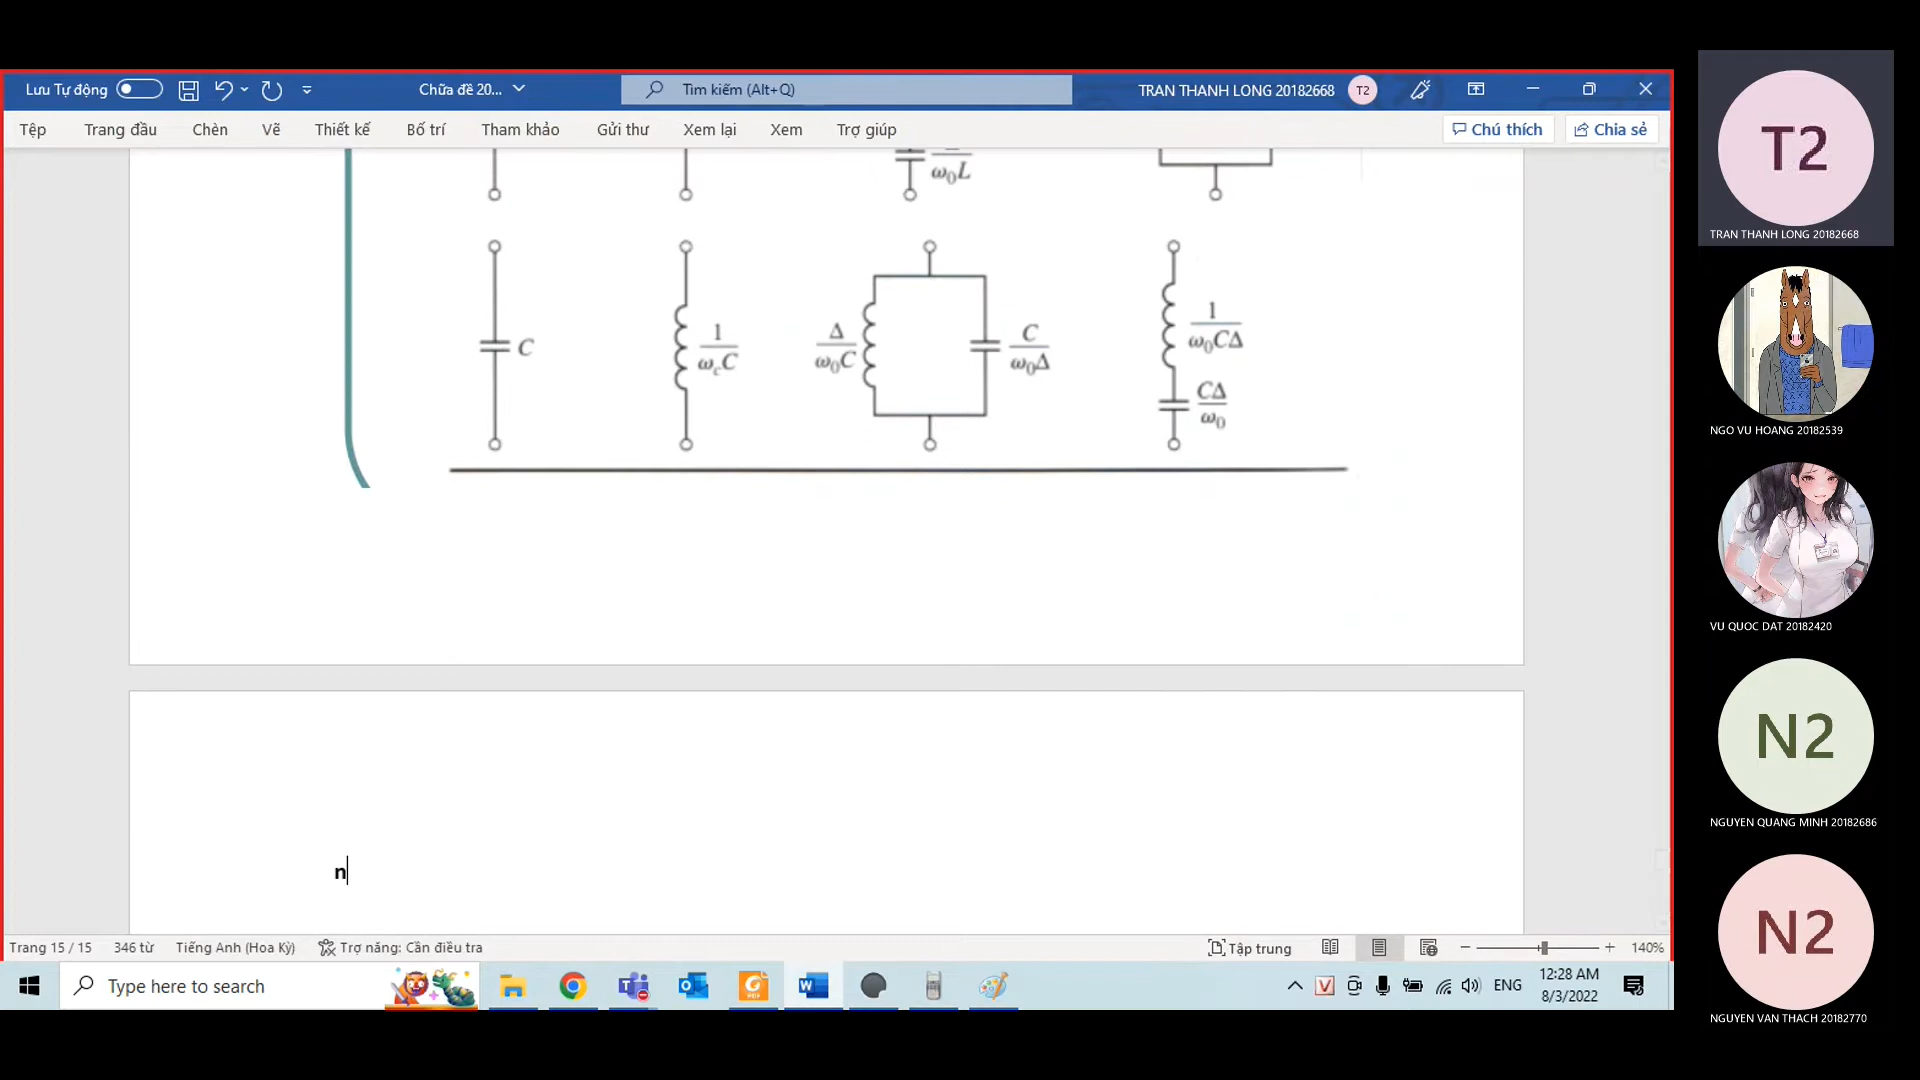 Lưu Tự động
Chữa đề 20...
Tìm kiếm (Alt+Q)
TRAN THANH LONG 20182668
T2
Tệp
Trang đầu
Chèn
Vẽ
Thiết kế
Bố trí
Tham khảo
Gửi thư
Xem lại
Xem
Trợ giúp
Chú thích
Chia sẻ
ω₀L
C
1
ω꜀C
Δ
ω₀C
C
ω₀Δ
1
ω₀CΔ
CΔ
ω₀
n
Trang 15 / 15
346 từ
Tiếng Anh (Hoa Kỳ)
Trợ năng: Cần điều tra
Tập trung
140%
Type here to search
ENG
12:28 AM
8/3/2022
T2
TRAN THANH LONG 20182668
NGO VU HOANG 20182539
VU QUOC DAT 20182420
N2
NGUYEN QUANG MINH 20182686
N2
NGUYEN VAN THACH 20182770